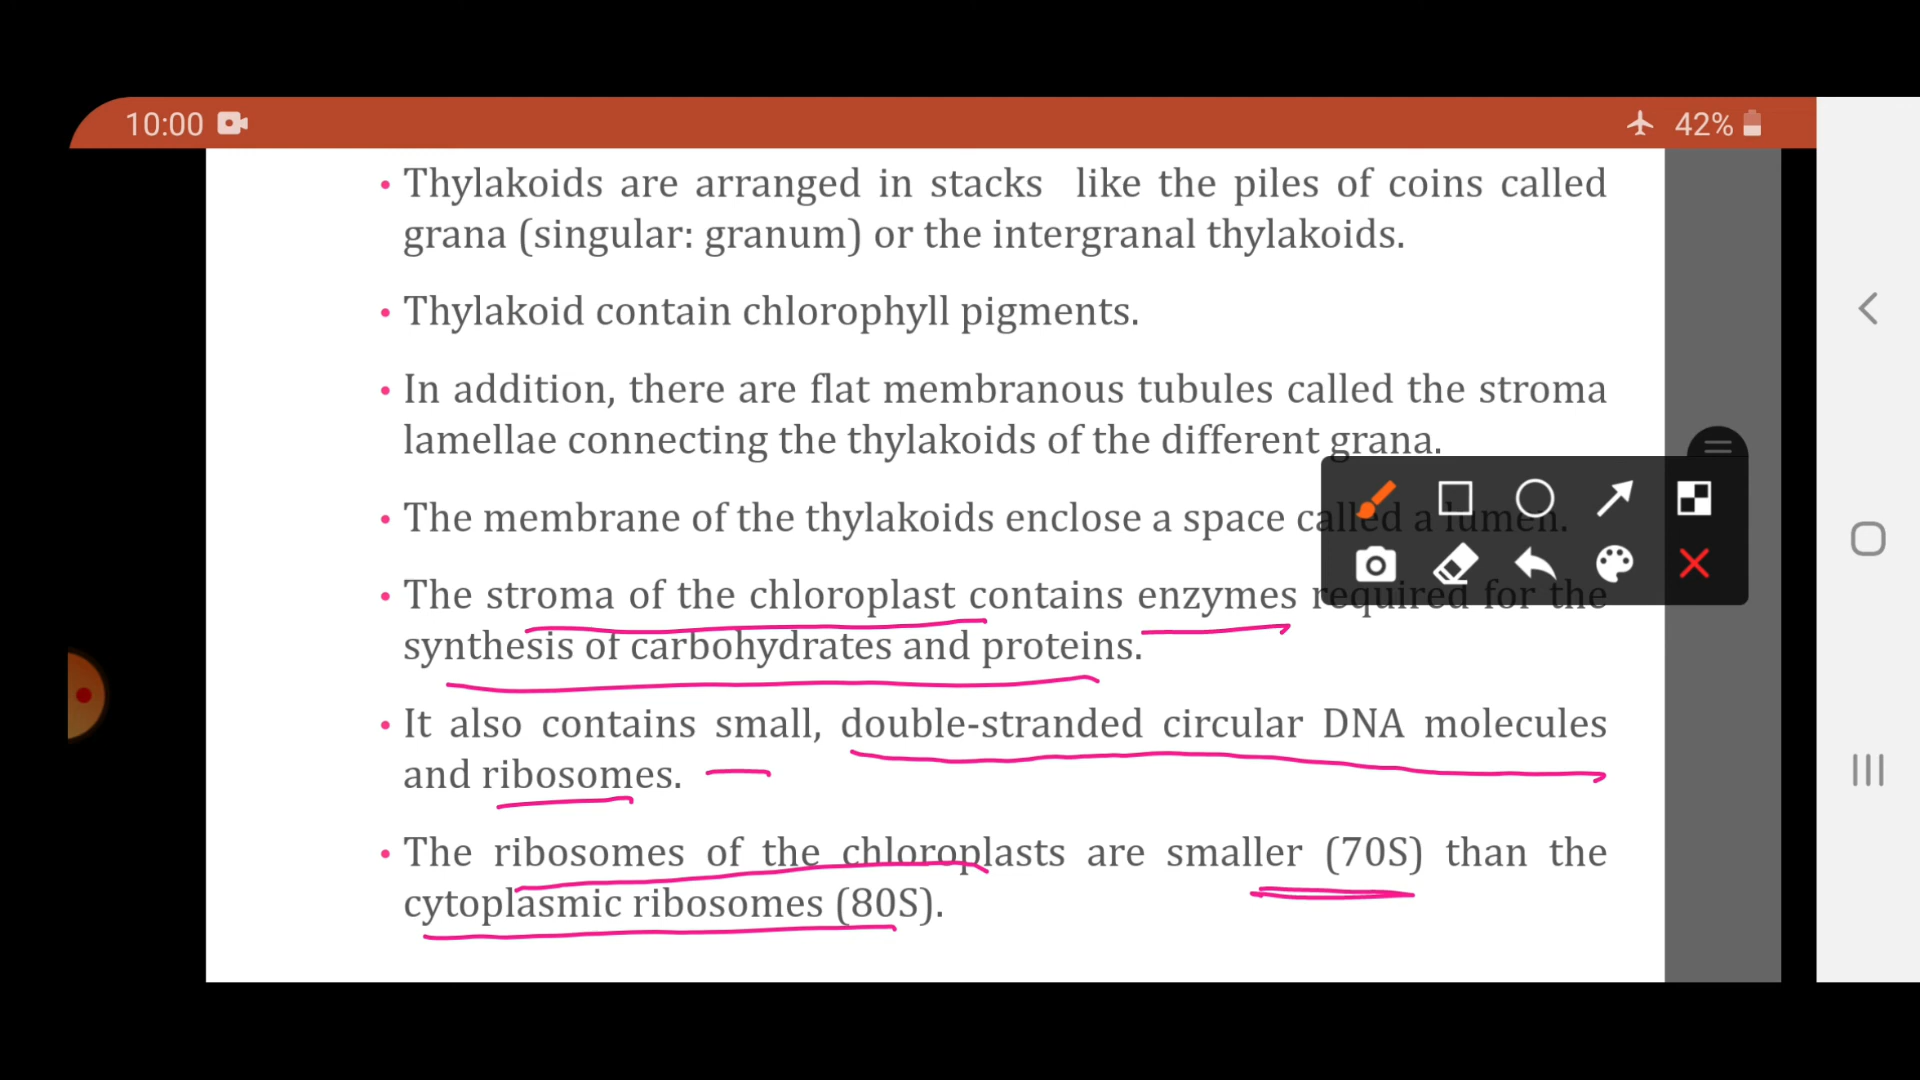 10:00
42%
• Thylakoids are arranged in stacks like the piles of coins called
grana (singular: granum) or the intergranal thylakoids.
• Thylakoid contain chlorophyll pigments.
• In addition, there are flat membranous tubules called the stroma
lamellae connecting the thylakoids of the different grana.
• The membrane of the thylakoids enclose a space called a lumen.
• The stroma of the chloroplast contains enzymes required for the
synthesis of carbohydrates and proteins.
• It also contains small, double-stranded circular DNA molecules
and ribosomes.
• The ribosomes of the chloroplasts are smaller (70S) than the
cytoplasmic ribosomes (80S).